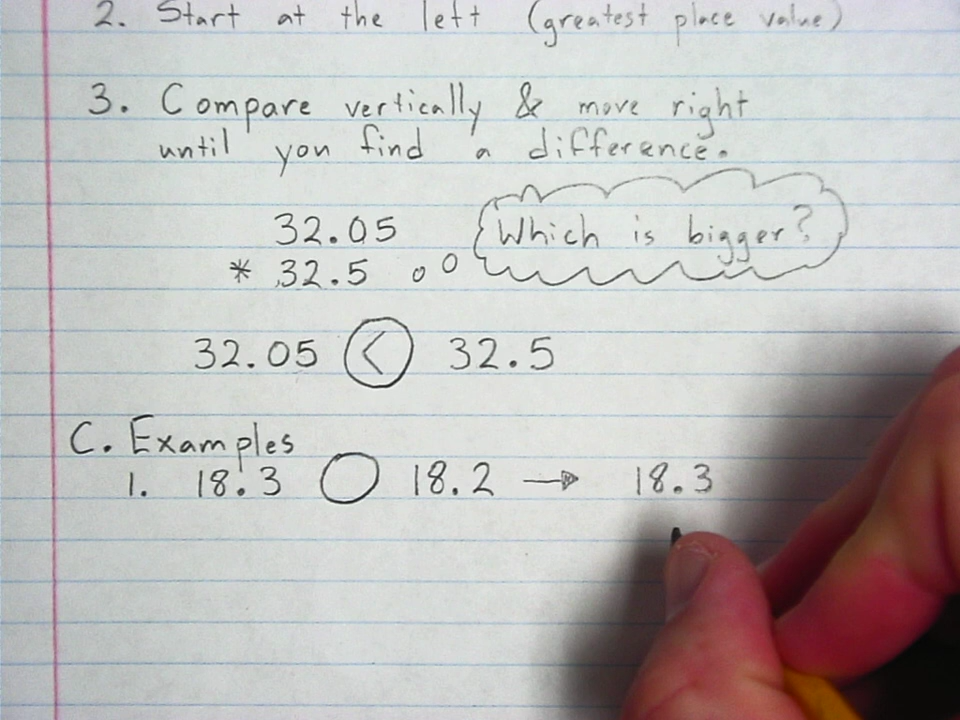 2. Start at the left (greatest place value)
3. Compare vertically & move right
until you find a difference.
32.05
Which is bigger?
* 32.5
32.05 < 32.5
C. Examples
1. 18.3 ◯ 18.2 → 18.3